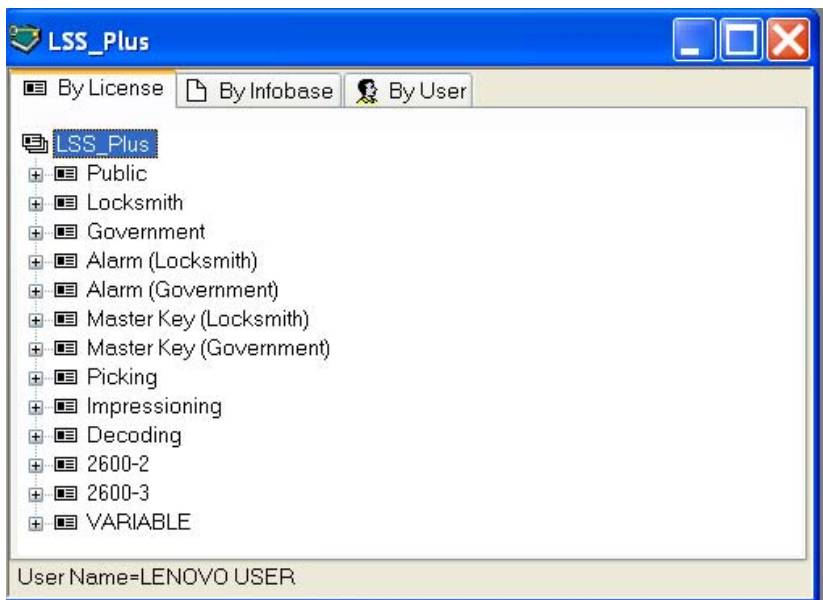 LSS_Plus
By License By Infobase By User
LSS_Plus
Public
Locksmith
Government
Alarm (Locksmith)
Alarm (Government)
Master Key (Locksmith)
Master Key (Government)
Picking
Impressioning
Decoding
2600-2
2600-3
VARIABLE
User Name=LENOVO USER